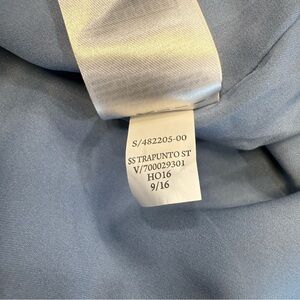 S/482205-00
SS TRAPUNTO ST
V/700029301
HO16
9/16